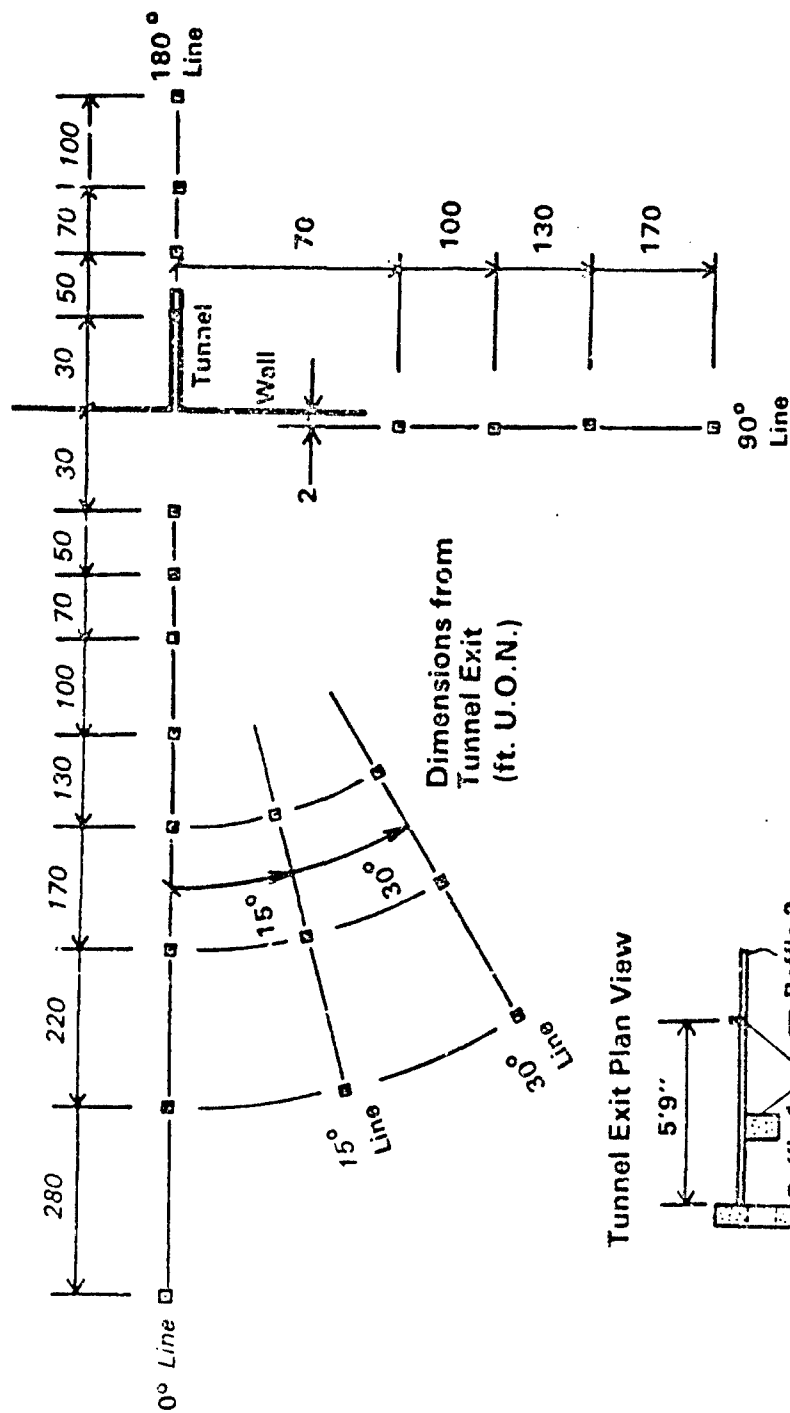 280
220
170
130
100
70
50
30
30
50
70
100
180°
Line
0° Line
Tunnel
Wall
2
70
100
130
170
90°
Line
15°
30°
15°
Line
30°
Line
Dimensions from
Tunnel Exit
(ft. U.O.N.)
Tunnel Exit Plan View
5'9"